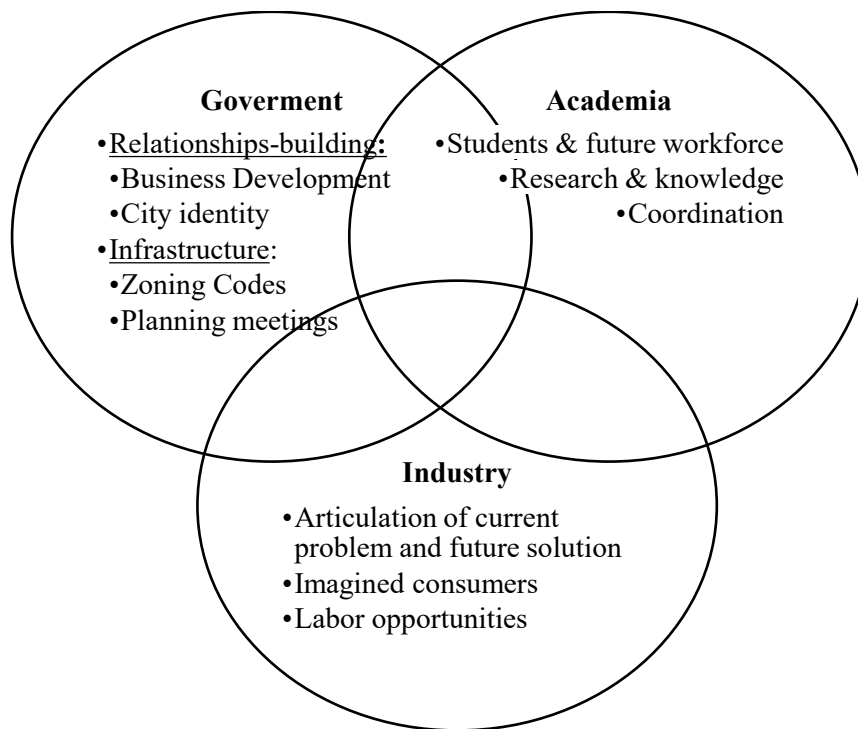 Goverment
•Relationships-building:
•Business Development
•City identity
•Infrastructure:
•Zoning Codes
•Planning meetings
Academia
•Students & future workforce
•Research & knowledge
•Coordination
Industry
•Articulation of current
problem and future solution
•Imagined consumers
•Labor opportunities